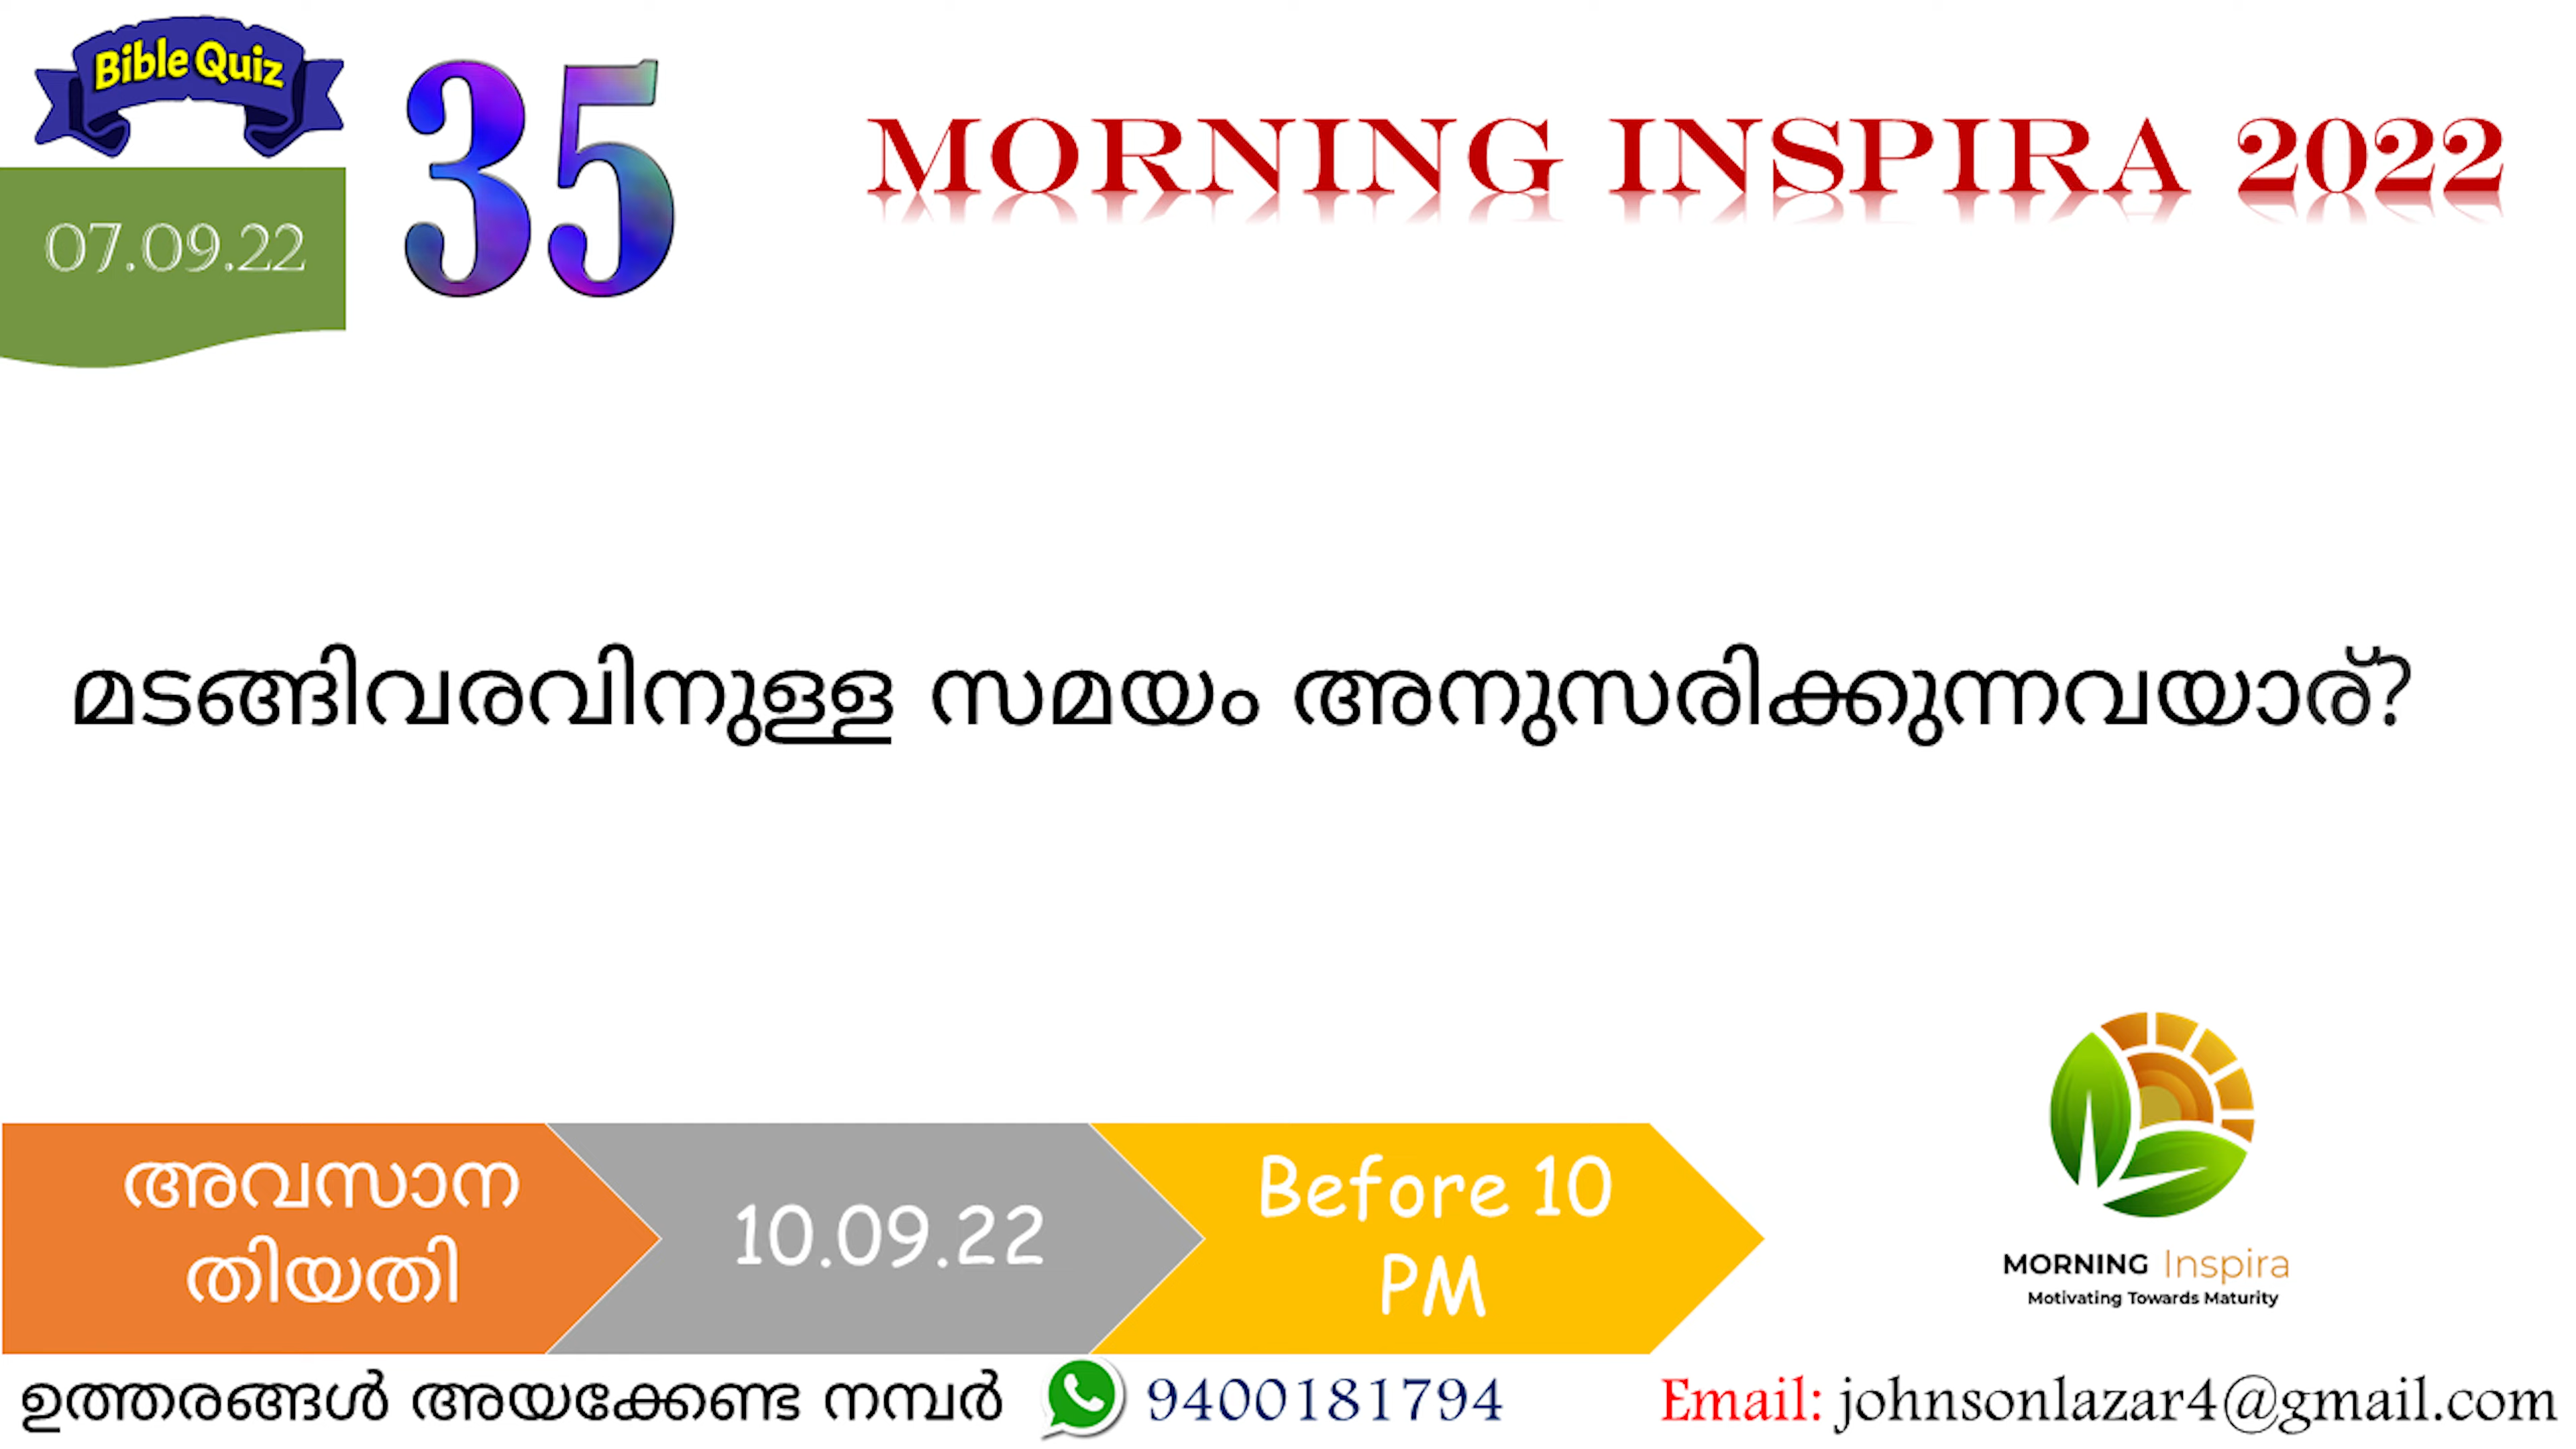 Bible Quiz
35
MORNING INSPIRA 2022
07.09.22
മടങ്ങിവരവിനുള്ള സമയം അനുസരിക്കുന്നവയാര്?
അവസാന
തിയതി
10.09.22
Before 10
PM
MORNING Inspira
Motivating Towards Maturity
ഉത്തരങ്ങൾ അയക്കേണ്ട നമ്പർ 9400181794 Email: johnsonlazar4@gmail.com